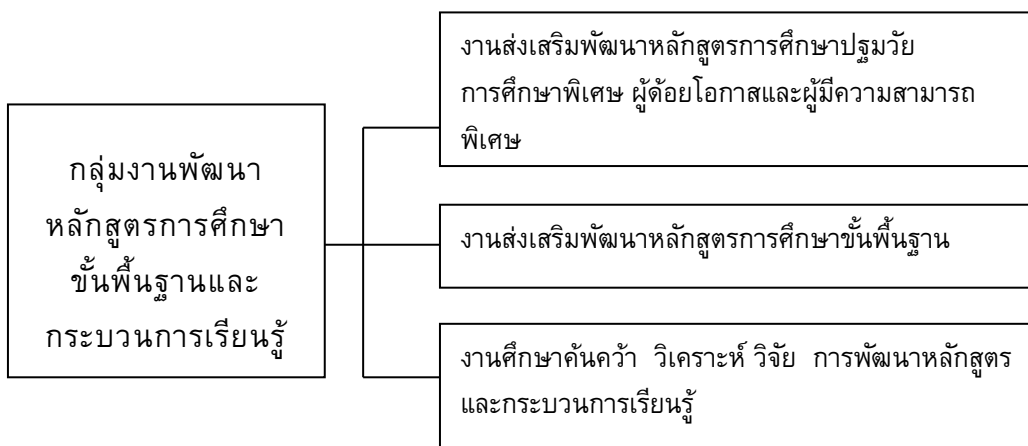 กลุ่มงานพัฒนา
หลักสูตรการศึกษา
ขั้นพื้นฐานและ
กระบวนการเรียนรู้
งานส่งเสริมพัฒนาหลักสูตรการศึกษาปฐมวัย
การศึกษาพิเศษ ผู้ด้อยโอกาสและผู้มีความสามารถ
พิเศษ
งานส่งเสริมพัฒนาหลักสูตรการศึกษาขั้นพื้นฐาน
งานศึกษาค้นคว้า วิเคราะห์ วิจัย การพัฒนาหลักสูตร
และกระบวนการเรียนรู้